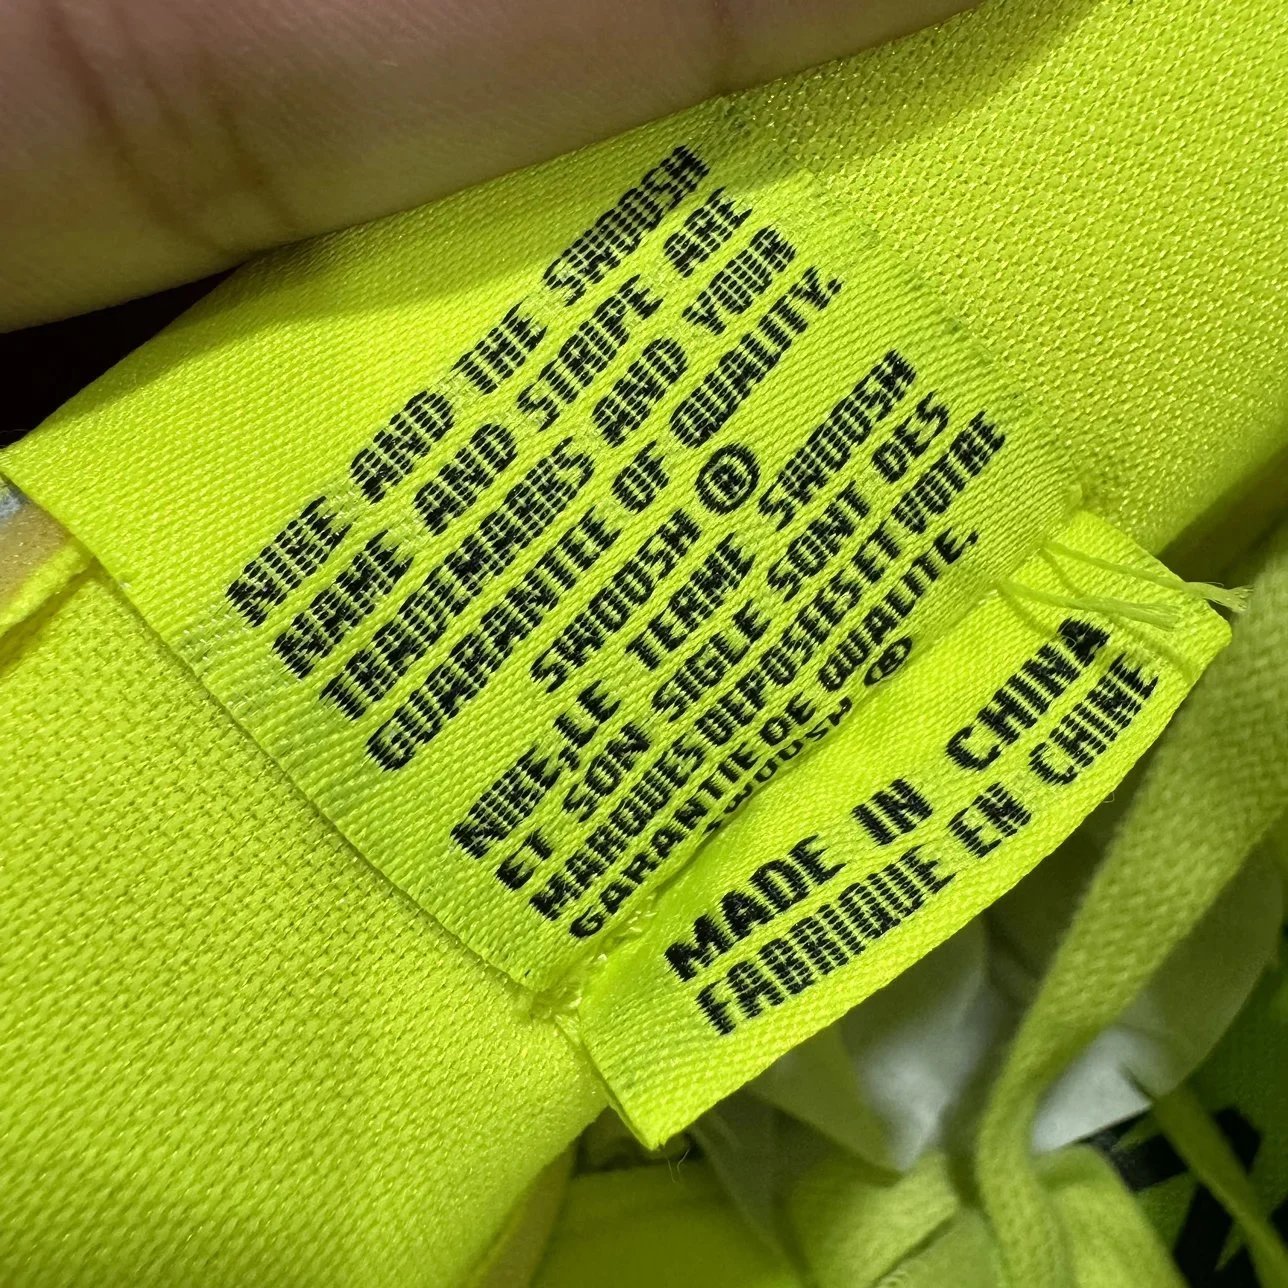 NIKE AND THE SWOOSH
NAME AND STRIPE ARE
TRADEMARKS AND YOUR
GUARANTEE OF QUALITY.
SWOOSH ®
NIKE, LE TERME SWOOSH
ET SON SIGLE SONT DES
MARQUES DEPOSEES ET VOTRE
GARANTIE DE QUALITE.
SWOOSH ®
MADE IN CHINA
FABRIQUE EN CHINE